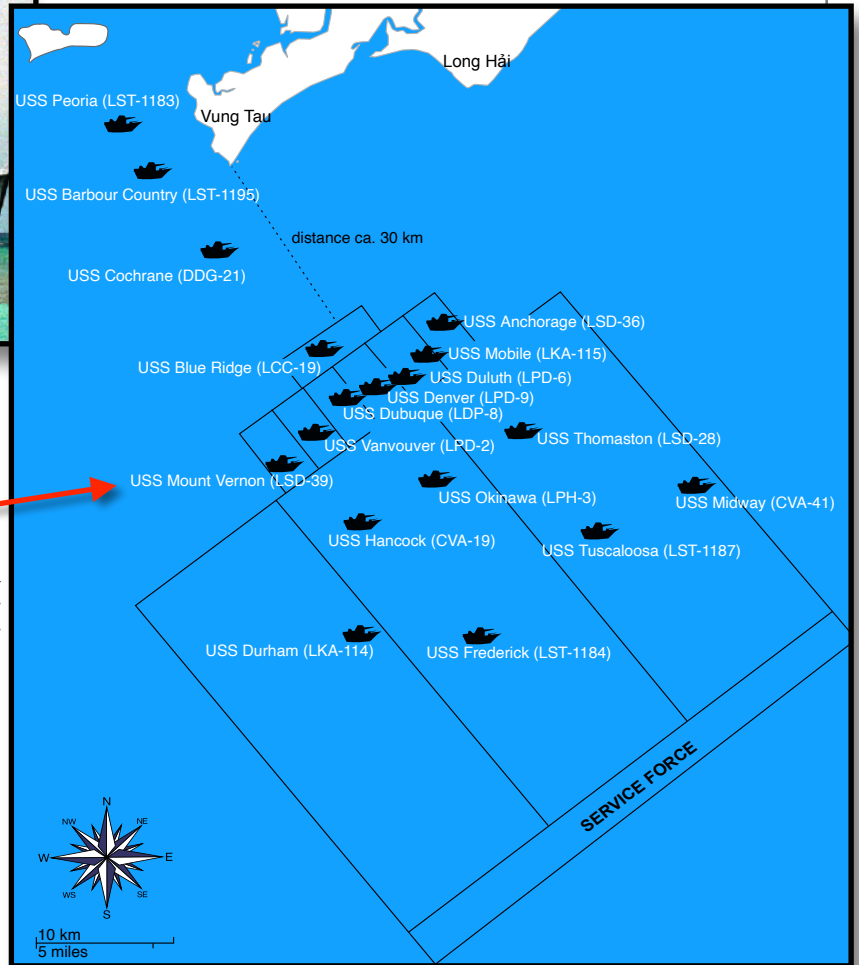 Long Hải
USS Peoria (LST-1183)
Vung Tau
USS Barbour Country (LST-1195)
distance ca. 30 km
USS Cochrane (DDG-21)
USS Anchorage (LSD-36)
USS Blue Ridge (LCC-19)
USS Mobile (LKA-115)
USS Duluth (LPD-6)
USS Denver (LPD-9)
USS Dubuque (LDP-8)
USS Thomaston (LSD-28)
USS Vanvouver (LPD-2)
USS Mount Vernon (LSD-39)
USS Okinawa (LPH-3)
USS Midway (CVA-41)
USS Hancock (CVA-19)
USS Tuscaloosa (LST-1187)
USS Durham (LKA-114)
USS Frederick (LST-1184)
SERVICE FORCE
N
NW
NE
W
E
WS
SE
S
10 km
5 miles